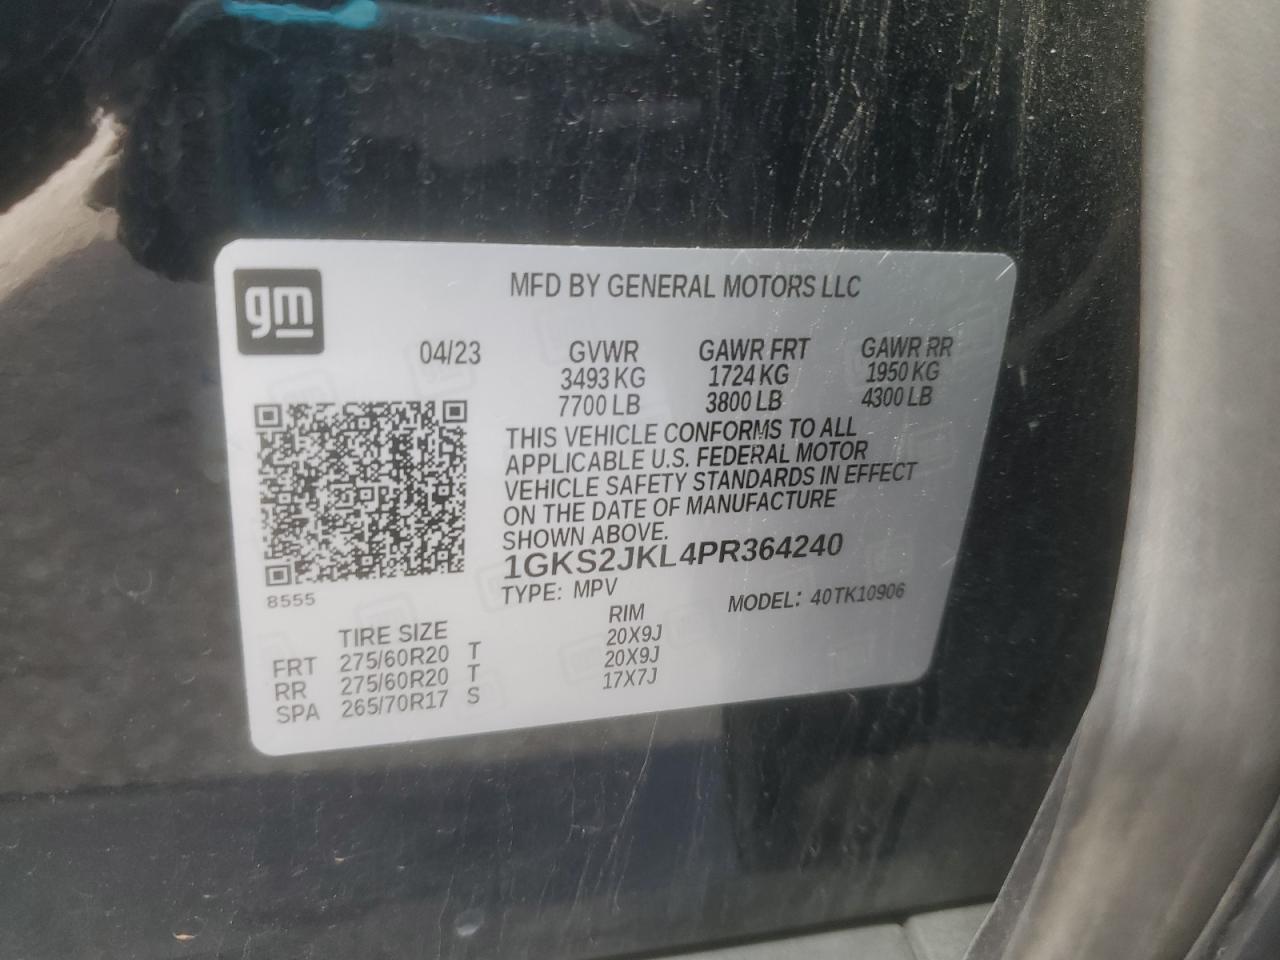 gm
MFD BY GENERAL MOTORS LLC
04/23 GVWR GAWR FRT GAWR RR
3493 KG 1724 KG 1950 KG
7700 LB 3800 LB 4300 LB
THIS VEHICLE CONFORMS TO ALL
APPLICABLE U.S. FEDERAL MOTOR
VEHICLE SAFETY STANDARDS IN EFFECT
ON THE DATE OF MANUFACTURE
SHOWN ABOVE.
1GKS2JKL4PR364240
TYPE: MPV MODEL: 40TK10906
8555
TIRE SIZE RIM
FRT 275/60R20 T 20X9J
RR 275/60R20 T 20X9J
SPA 265/70R17 S 17X7J